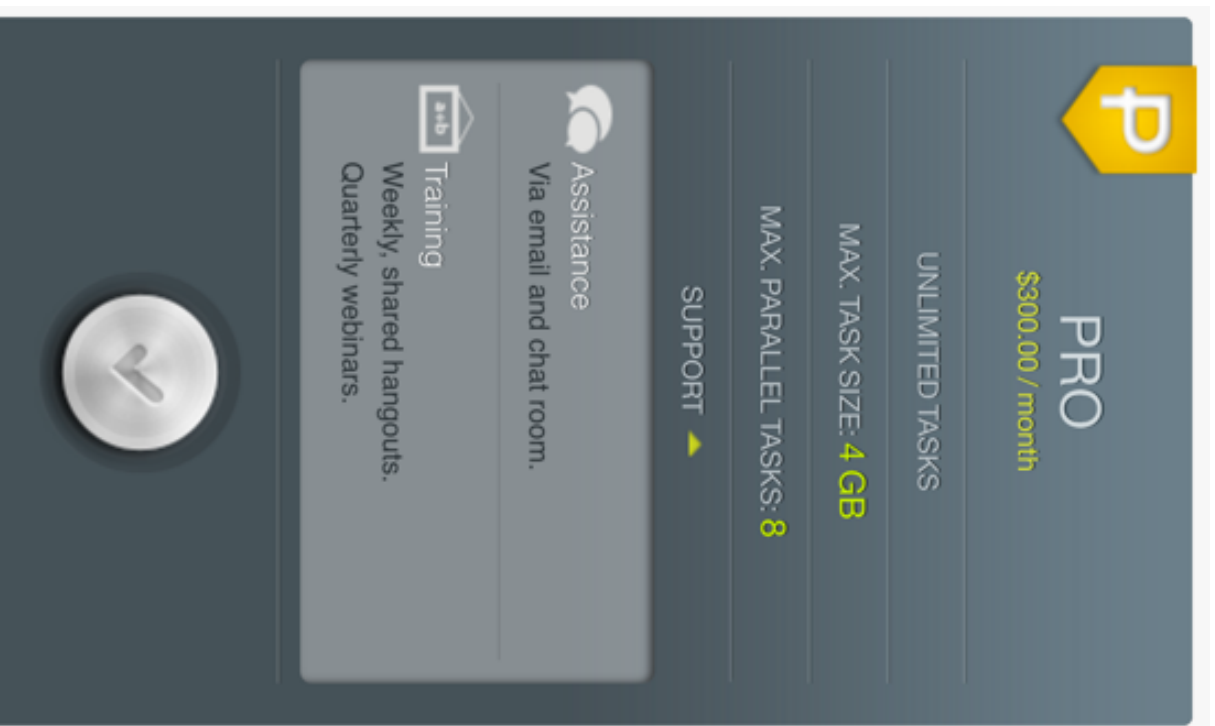 P
PRO
$300.00 / month
UNLIMITED TASKS
MAX. TASK SIZE: 4 GB
MAX. PARALLEL TASKS: 8
SUPPORT
Assistance
Via email and chat room.
a+b
Training
Weekly, shared hangouts.
Quarterly webinars.